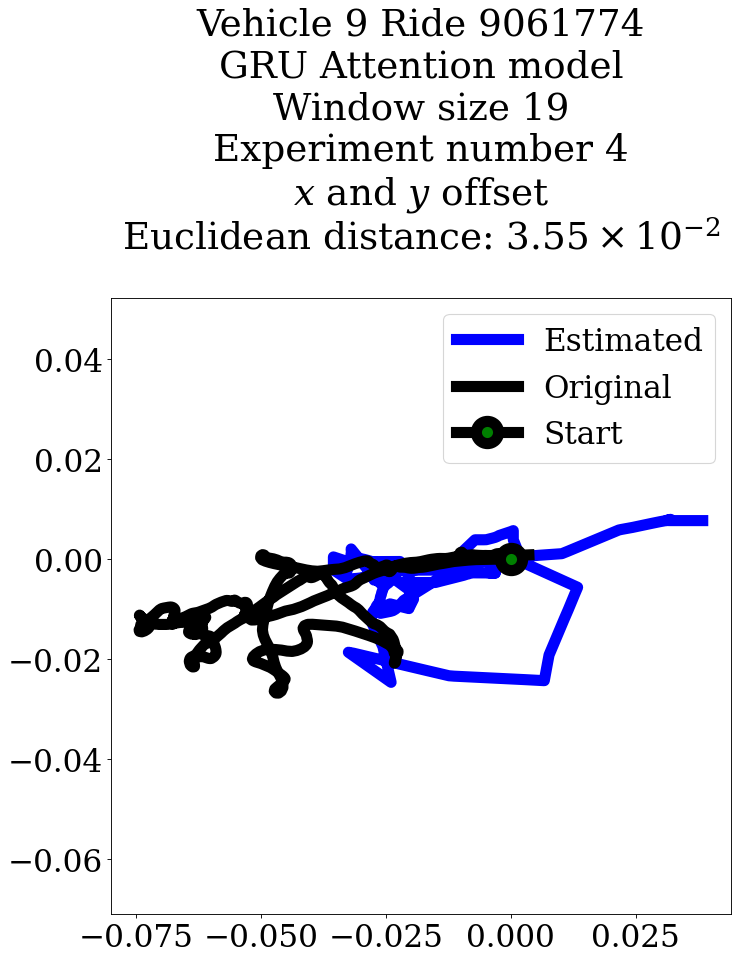 Vehicle 9 Ride 9061774
GRU Attention model
Window size 19
Experiment number 4
x and y offset
Euclidean distance: 3.55 × 10⁻²
Estimated
Original
Start
0.04
0.02
0.00
−0.02
−0.04
−0.06
−0.075 −0.050 −0.025 0.000 0.025